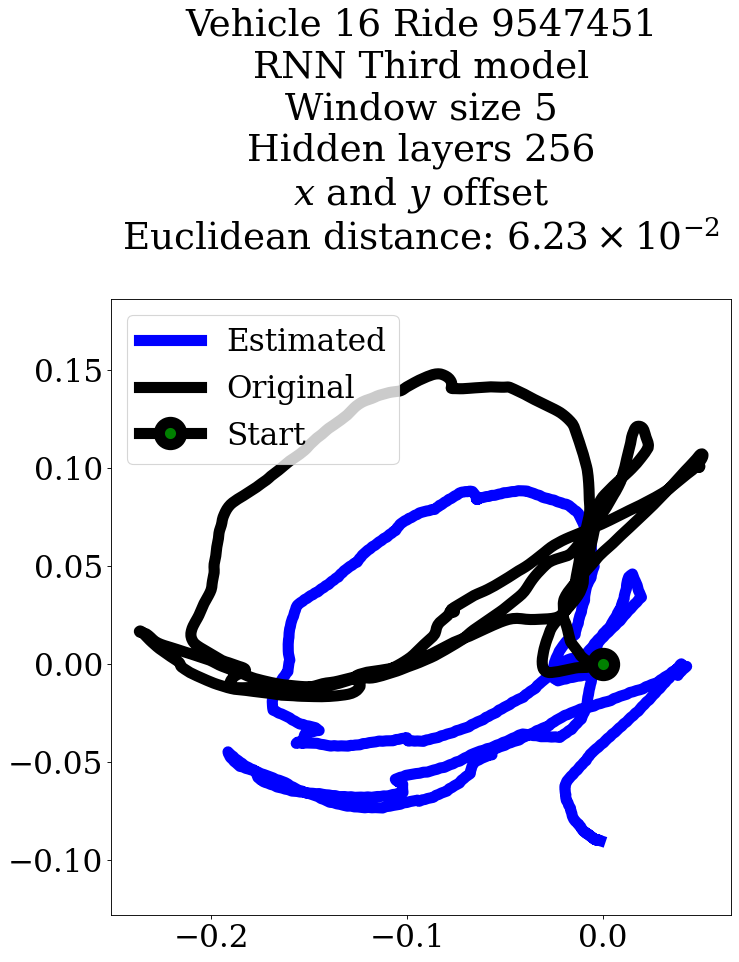 Vehicle 16 Ride 9547451
RNN Third model
Window size 5
Hidden layers 256
x and y offset
Euclidean distance: 6.23 × 10⁻²
Estimated
Original
Start
0.15
0.10
0.05
0.00
−0.05
−0.10
−0.2
−0.1
0.0